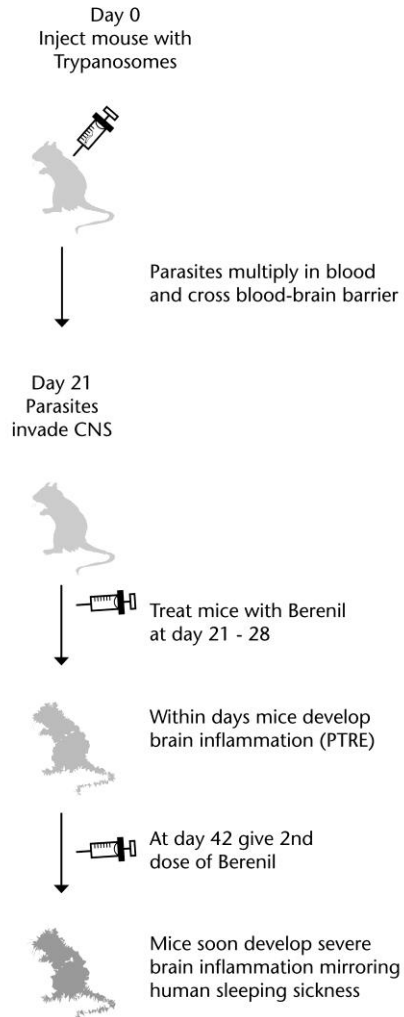 Day 0
Inject mouse with
Trypanosomes
Parasites multiply in blood
and cross blood-brain barrier
Day 21
Parasites
invade CNS
Treat mice with Berenil
at day 21 - 28
Within days mice develop
brain inflammation (PTRE)
At day 42 give 2nd
dose of Berenil
Mice soon develop severe
brain inflammation mirroring
human sleeping sickness